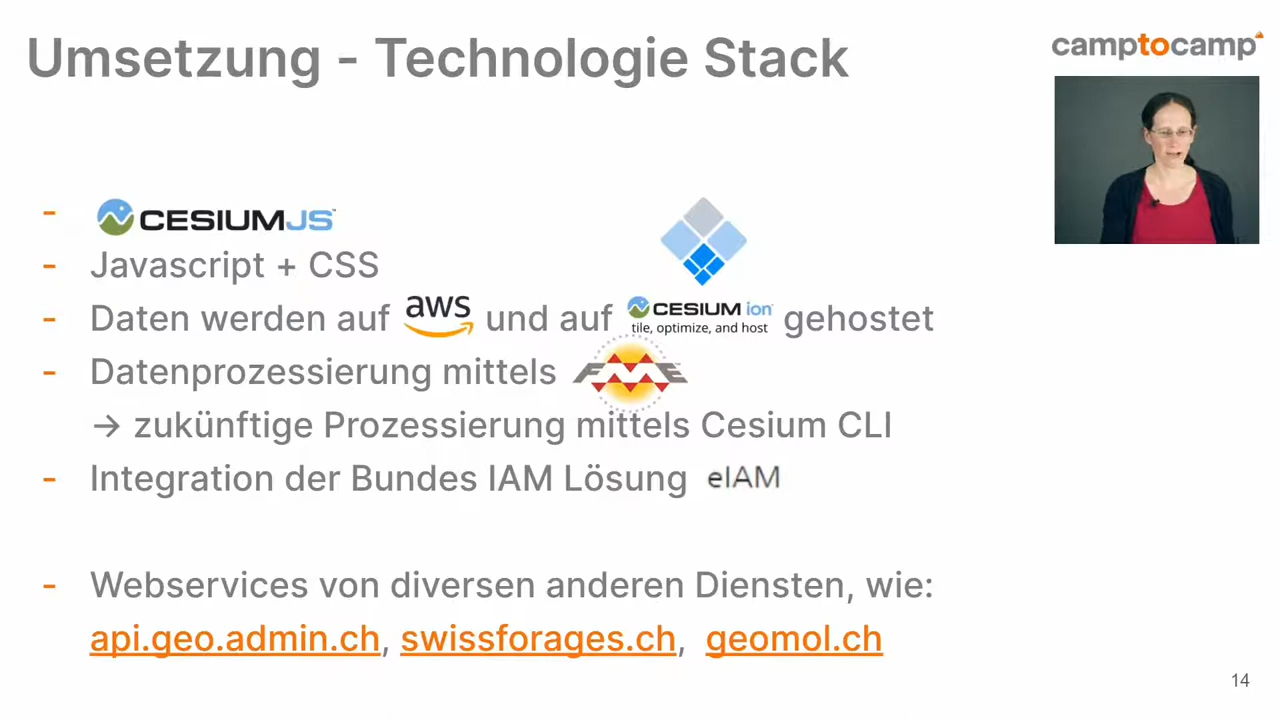 Umsetzung - Technologie Stack
camptocamp
- CESIUMJS™
- Javascript + CSS
- Daten werden auf aws und auf CESIUM ion gehostet
tile, optimize, and host
- Datenprozessierung mittels FME™
→ zukünftige Prozessierung mittels Cesium CLI
- Integration der Bundes IAM Lösung eIAM
- Webservices von diversen anderen Diensten, wie:
api.geo.admin.ch, swissforages.ch, geomol.ch
14